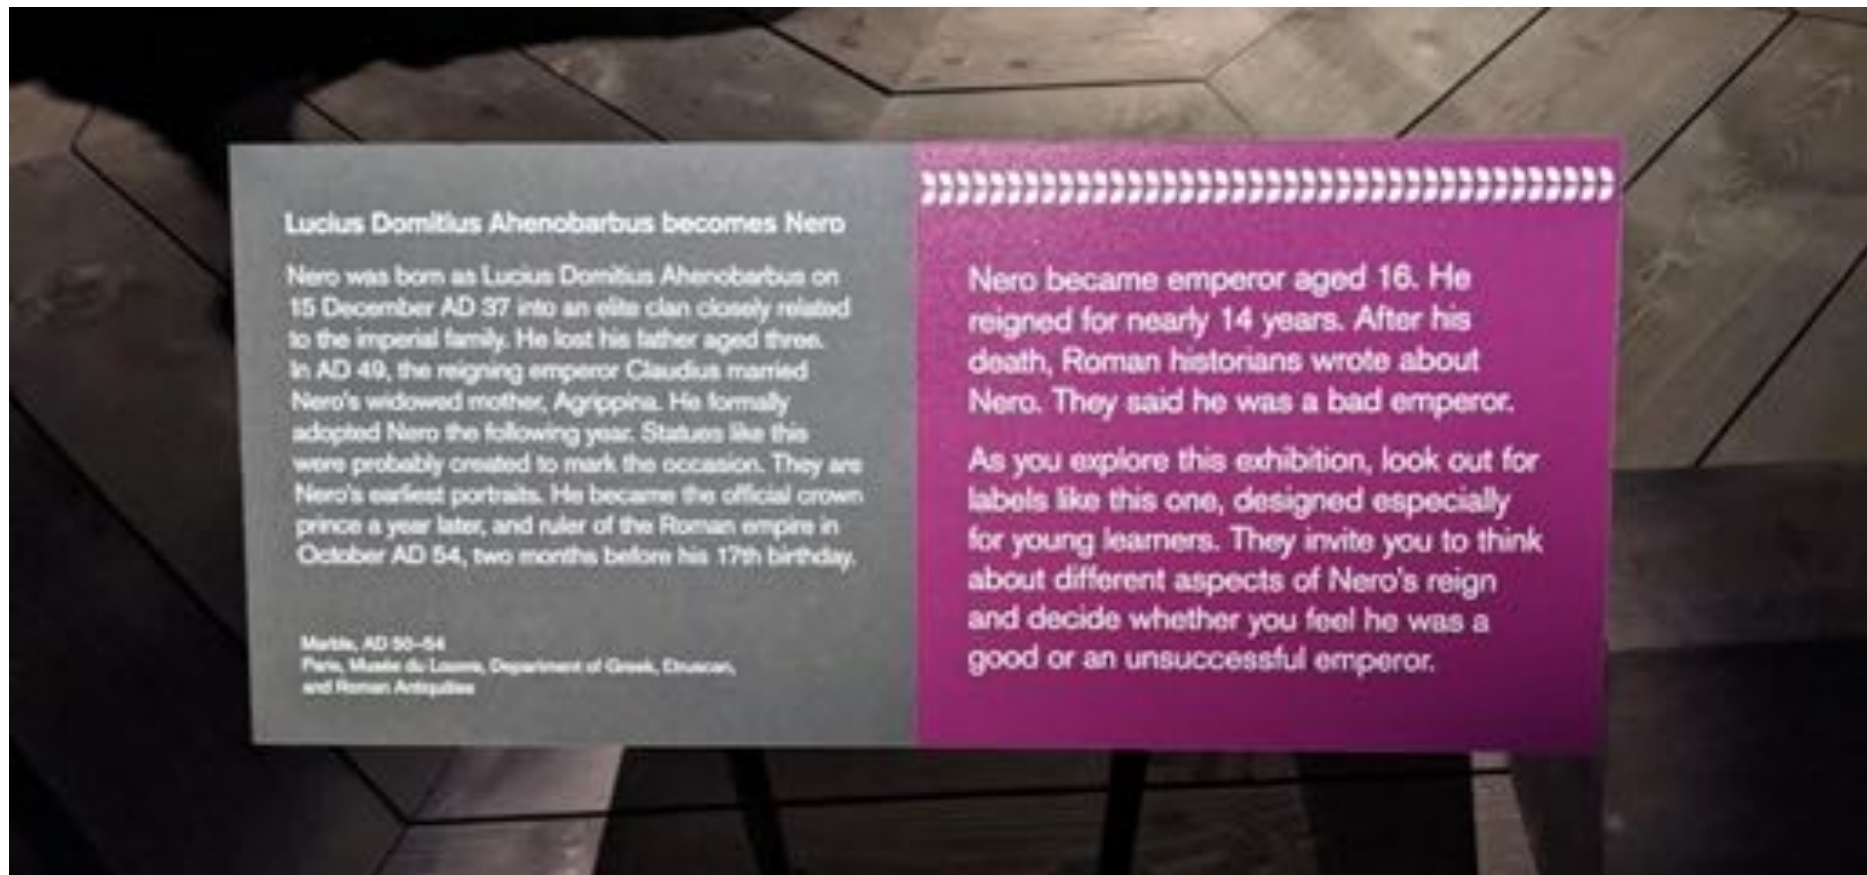 Lucius Domitius Ahenobarbus becomes Nero
Nero was born as Lucius Domitius Ahenobarbus on
15 December AD 37 into an elite clan closely related
to the imperial family. He lost his father aged three.
In AD 49, the reigning emperor Claudius married
Nero's widowed mother, Agrippina. He formally
adopted Nero the following year. Statues like this
were probably created to mark the occasion. They are
Nero's earliest portraits. He became the official crown
prince a year later, and ruler of the Roman empire in
October AD 54, two months before his 17th birthday.
Marble, AD 50–54
Paris, Musée du Louvre, Department of Greek, Etruscan,
and Roman Antiquities
Nero became emperor aged 16. He
reigned for nearly 14 years. After his
death, Roman historians wrote about
Nero. They said he was a bad emperor.
As you explore this exhibition, look out for
labels like this one, designed especially
for young learners. They invite you to think
about different aspects of Nero's reign
and decide whether you feel he was a
good or an unsuccessful emperor.